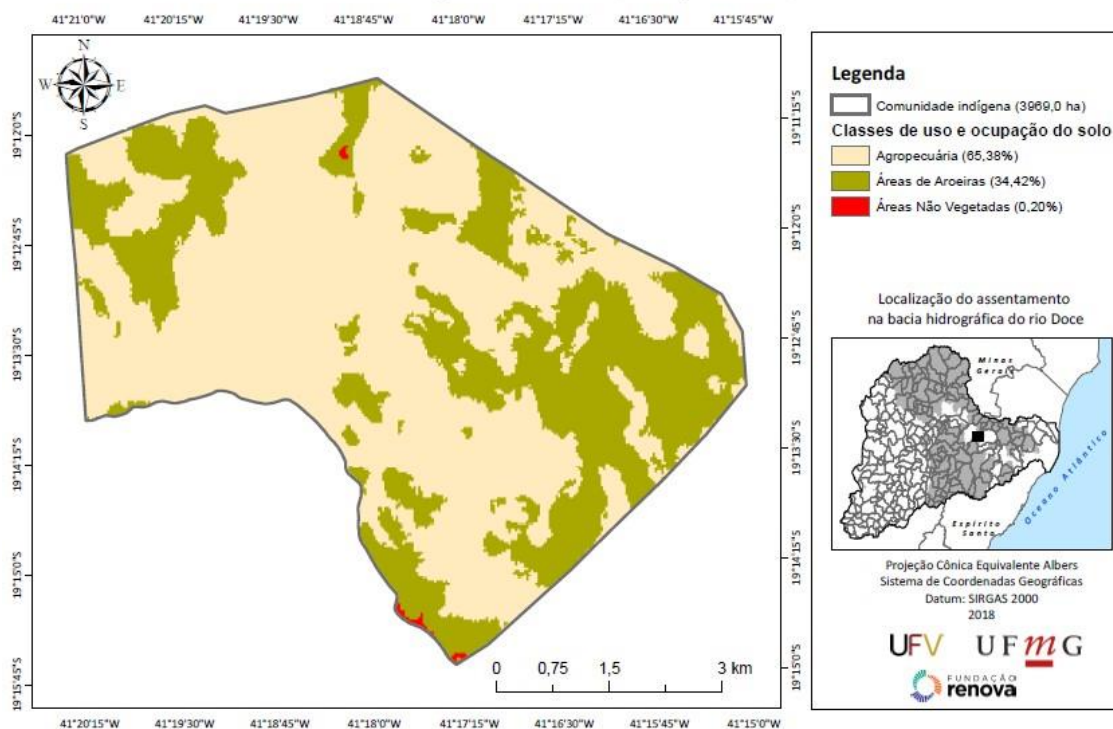 41°21'0"W 41°20'15"W 41°19'30"W 41°18'45"W 41°18'0"W 41°17'15"W 41°16'30"W 41°15'45"W
N
W E
S
19°12'0"S
19°12'45"S
19°13'30"S
19°14'15"S
19°15'0"S
19°15'45"S
19°11'15"S
19°12'0"S
19°12'45"S
19°13'30"S
19°14'15"S
19°15'0"S
0 0,75 1,5 3 km
41°20'15"W 41°19'30"W 41°18'45"W 41°18'0"W 41°17'15"W 41°16'30"W 41°15'45"W 41°15'0"W
Legenda
Comunidade indígena (3969,0 ha)
Classes de uso e ocupação do solo
Agropecuária (65,38%)
Áreas de Aroeiras (34,42%)
Áreas Não Vegetadas (0,20%)
Localização do assentamento
na bacia hidrográfica do rio Doce
Minas
Gerais
Oceano Atlântico
Espírito
Santo
Projeção Cônica Equivalente Albers
Sistema de Coordenadas Geográficas
Datum: SIRGAS 2000
2018
UFV UFmG
FUNDAÇÃO
renova